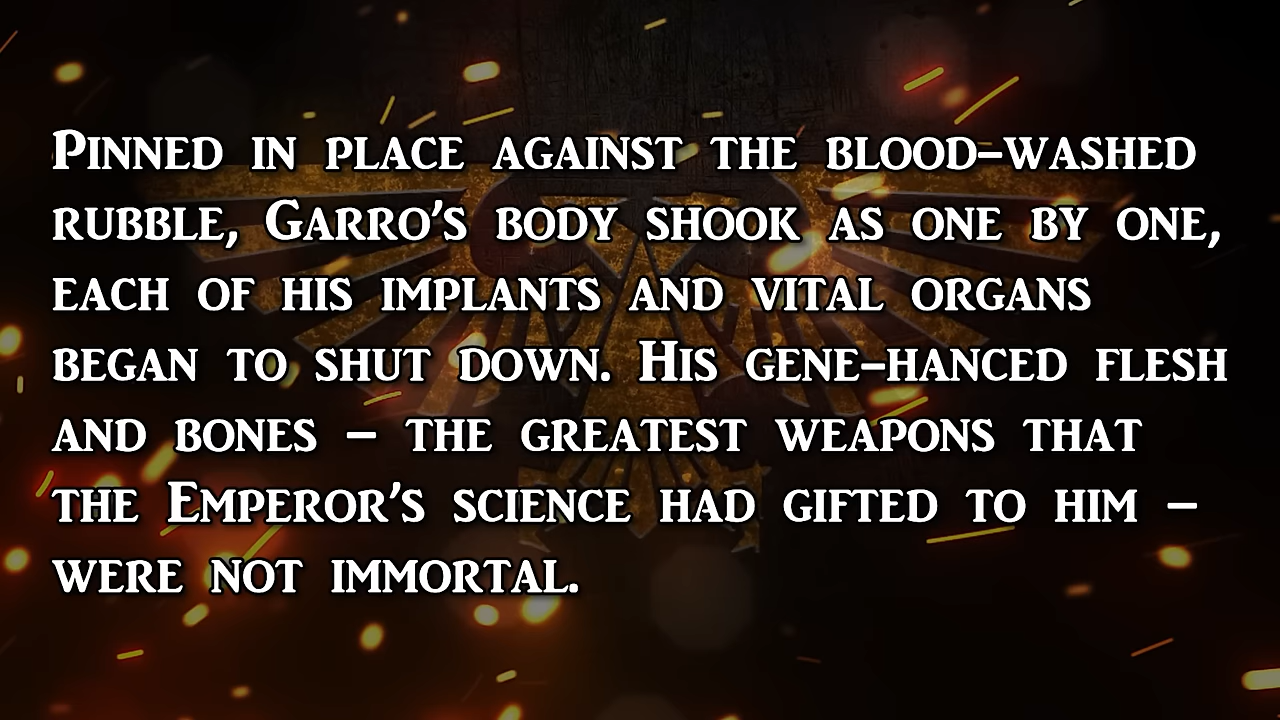 Pinned in place against the blood–washed
rubble, Garro’s body shook as one by one,
each of his implants and vital organs
began to shut down. His gene–hanced flesh
and bones – the greatest weapons that
the Emperor’s science had gifted to him –
were not immortal.